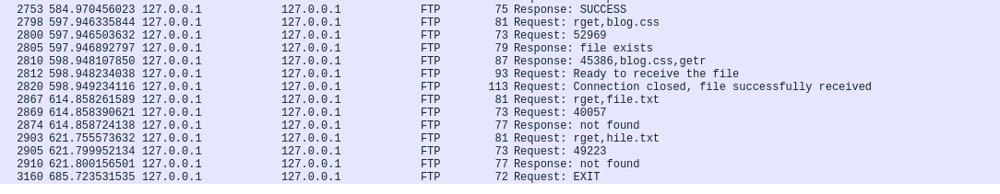 2753 584.970456023 127.0.0.1 127.0.0.1 FTP 75 Response: SUCCESS
2798 597.946335844 127.0.0.1 127.0.0.1 FTP 81 Request: rget,blog.css
2800 597.946503632 127.0.0.1 127.0.0.1 FTP 73 Request: 52969
2805 597.946892797 127.0.0.1 127.0.0.1 FTP 79 Response: file exists
2810 598.948107850 127.0.0.1 127.0.0.1 FTP 87 Response: 45386,blog.css,getr
2812 598.948234038 127.0.0.1 127.0.0.1 FTP 93 Request: Ready to receive the file
2820 598.949234116 127.0.0.1 127.0.0.1 FTP 113 Request: Connection closed, file successfully received
2867 614.858261589 127.0.0.1 127.0.0.1 FTP 81 Request: rget,file.txt
2869 614.858390621 127.0.0.1 127.0.0.1 FTP 73 Request: 40057
2874 614.858724138 127.0.0.1 127.0.0.1 FTP 77 Response: not found
2903 621.755573632 127.0.0.1 127.0.0.1 FTP 81 Request: rget,hile.txt
2905 621.799952134 127.0.0.1 127.0.0.1 FTP 73 Request: 49223
2910 621.800156501 127.0.0.1 127.0.0.1 FTP 77 Response: not found
3160 685.723531535 127.0.0.1 127.0.0.1 FTP 72 Request: EXIT